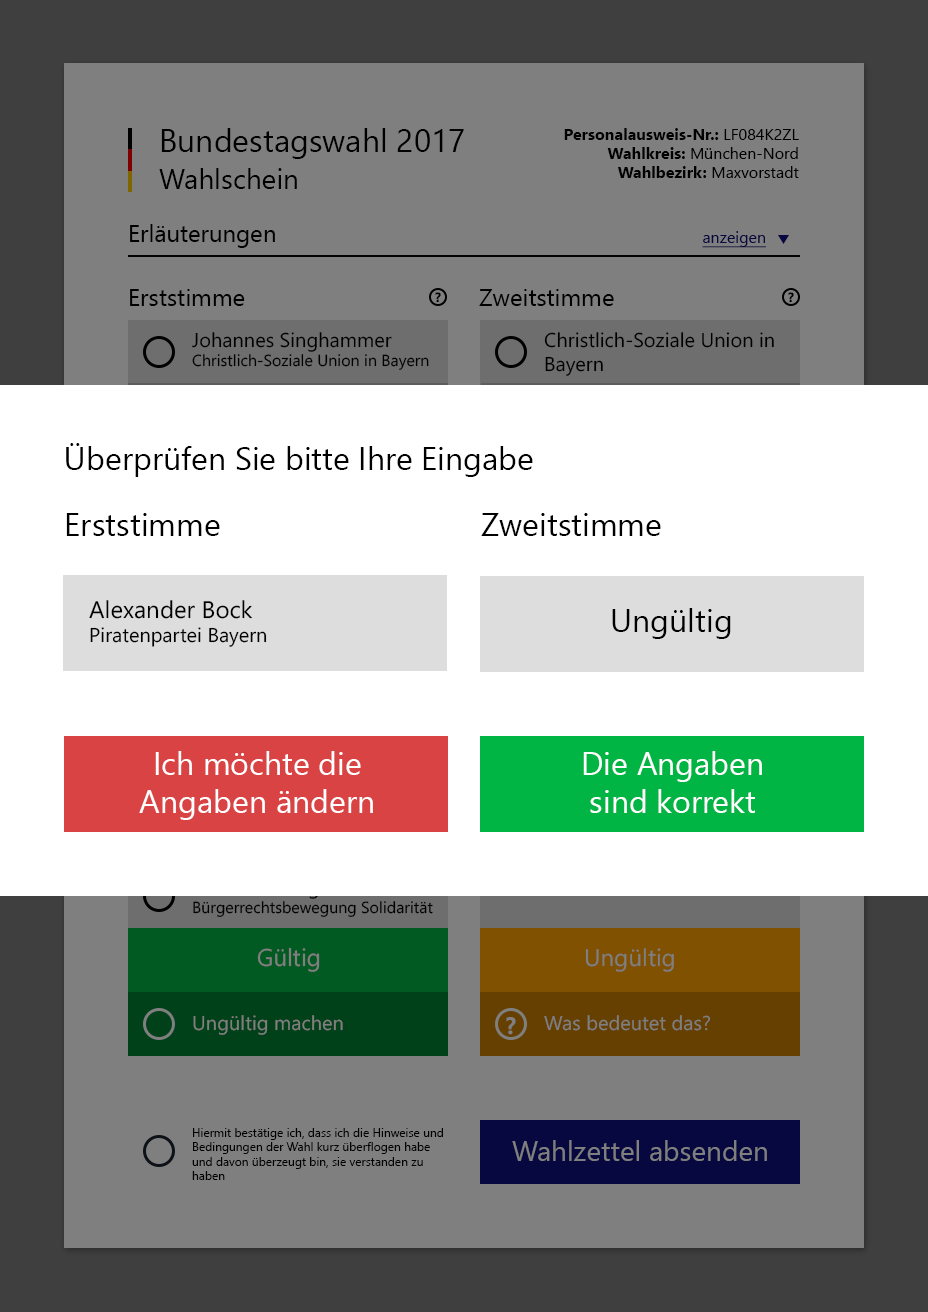 Bundestagswahl 2017
Wahlschein
Personalausweis-Nr.: LF084K2ZL
Wahlkreis: München-Nord
Wahlbezirk: Maxvorstadt
Erläuterungen
anzeigen
Erststimme
?
Zweitstimme
?
Johannes Singhammer
Christlich-Soziale Union in Bayern
Christlich-Soziale Union in
Bayern
Überprüfen Sie bitte Ihre Eingabe
Erststimme
Zweitstimme
Alexander Bock
Piratenpartei Bayern
Ungültig
Ich möchte die
Angaben ändern
Die Angaben
sind korrekt
Bürgerrechtsbewegung Solidarität
Gültig
Ungültig
Ungültig machen
?
Was bedeutet das?
Hiermit bestätige ich, dass ich die Hinweise und
Bedingungen der Wahl kurz überflogen habe
und davon überzeugt bin, sie verstanden zu
haben
Wahlzettel absenden